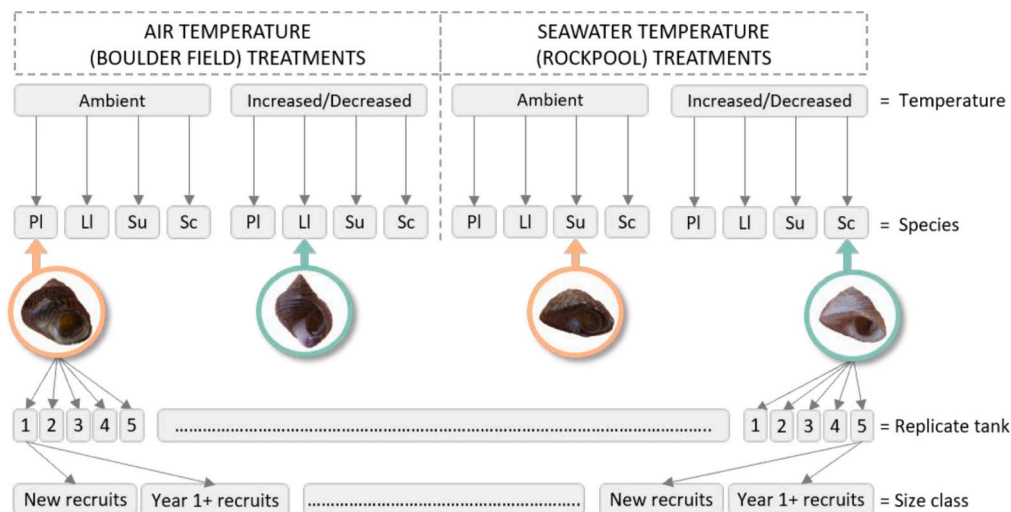 AIR TEMPERATURE
(BOULDER FIELD) TREATMENTS
SEAWATER TEMPERATURE
(ROCKPOOL) TREATMENTS
Ambient
Increased/Decreased
Ambient
Increased/Decreased
= Temperature
Pl Ll Su Sc Pl Ll Su Sc Pl Ll Su Sc Pl Ll Su Sc = Species
1 2 3 4 5 ........................................................................................ 1 2 3 4 5 = Replicate tank
New recruits Year 1+ recruits ............................................................ New recruits Year 1+ recruits = Size class